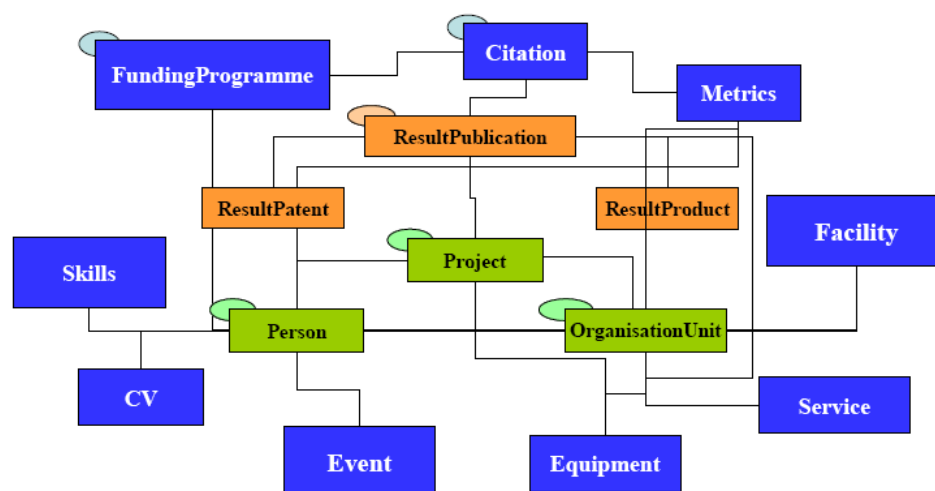 Citation
FundingProgramme
Metrics
ResultPublication
ResultPatent
ResultProduct
Facility
Project
Skills
Person
OrganisationUnit
CV
Service
Event
Equipment